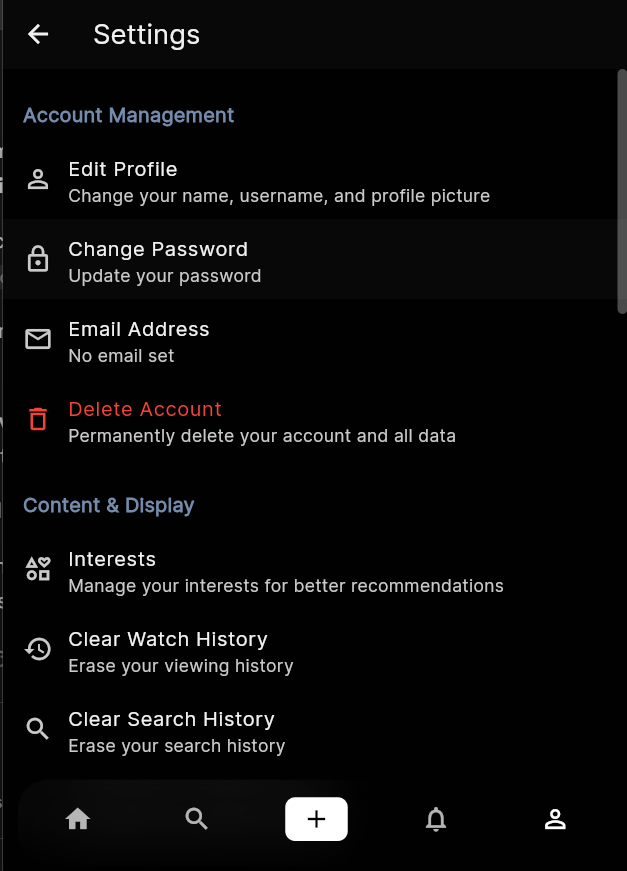 Settings
Account Management
Edit Profile
Change your name, username, and profile picture
Change Password
Update your password
Email Address
No email set
Delete Account
Permanently delete your account and all data
Content & Display
Interests
Manage your interests for better recommendations
Clear Watch History
Erase your viewing history
Clear Search History
Erase your search history